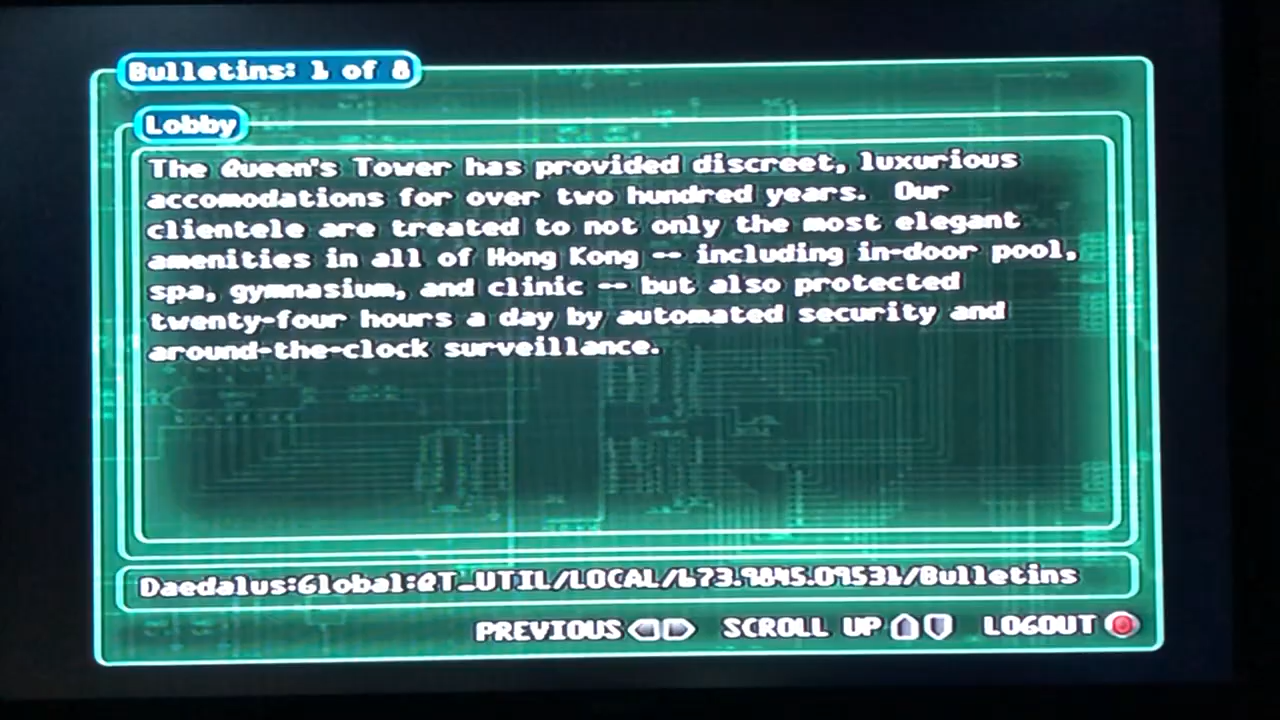 Bulletins: 1 of 8
Lobby
The Queen's Tower has provided discreet, luxurious
accomodations for over two hundred years.  Our
clientele are treated to not only the most elegant
amenities in all of Hong Kong -- including in-door pool,
spa, gymnasium, and clinic -- but also protected
twenty-four hours a day by automated security and
around-the-clock surveillance.
Daedalus:Global:QT_UTIL/LOCAL/673.9845.09531/Bulletins
PREVIOUS SCROLL UP LOGOUT